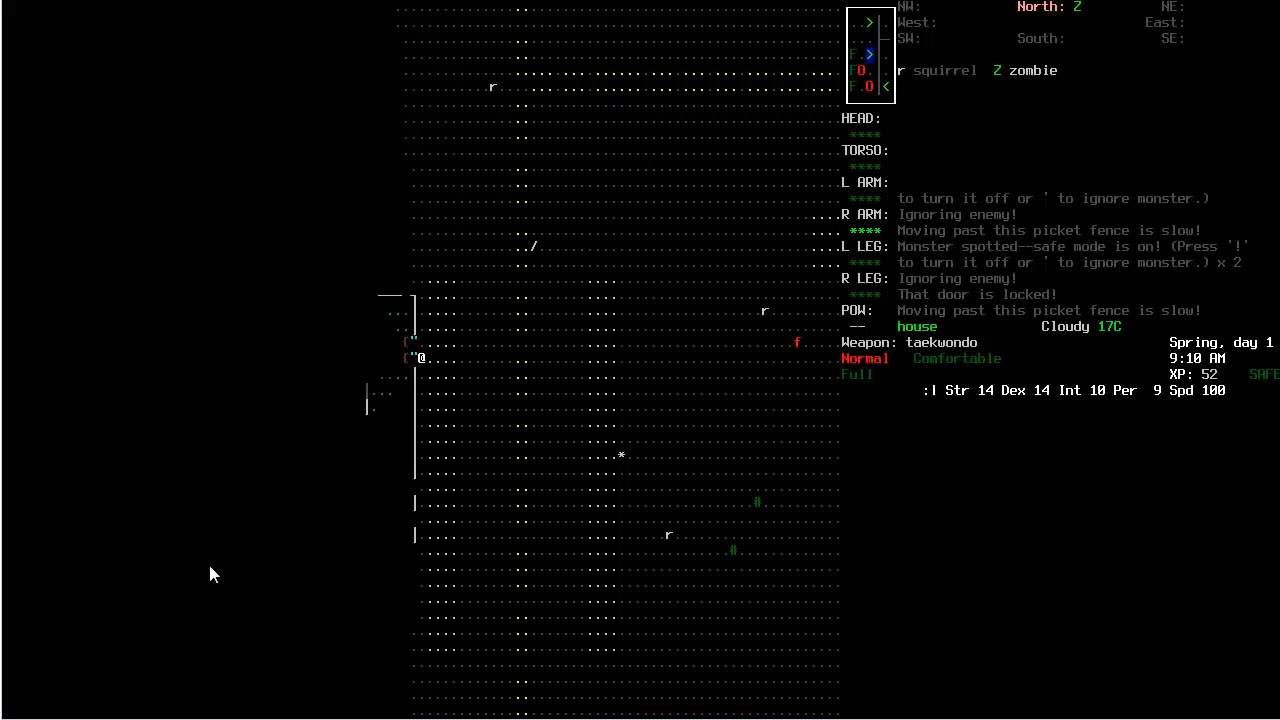 NW: North: Z NE:
West: East:
SW: South: SE:
r squirrel Z zombie
HEAD:
****
TORSO:
****
L ARM:
**** to turn it off or ` to ignore monster.)
R ARM: Ignoring enemy!
**** Moving past this picket fence is slow!
L LEG: Monster spotted--safe mode is on! (Press '!'
**** to turn it off or ` to ignore monster.) x 2
R LEG: Ignoring enemy!
**** That door is locked!
POW: Moving past this picket fence is slow!
-- house Cloudy 17C
Weapon: taekwondo Spring, day 1
Normal Comfortable 9:10 AM
Full XP: 52 SAFE
:| Str 14 Dex 14 Int 10 Per 9 Spd 100